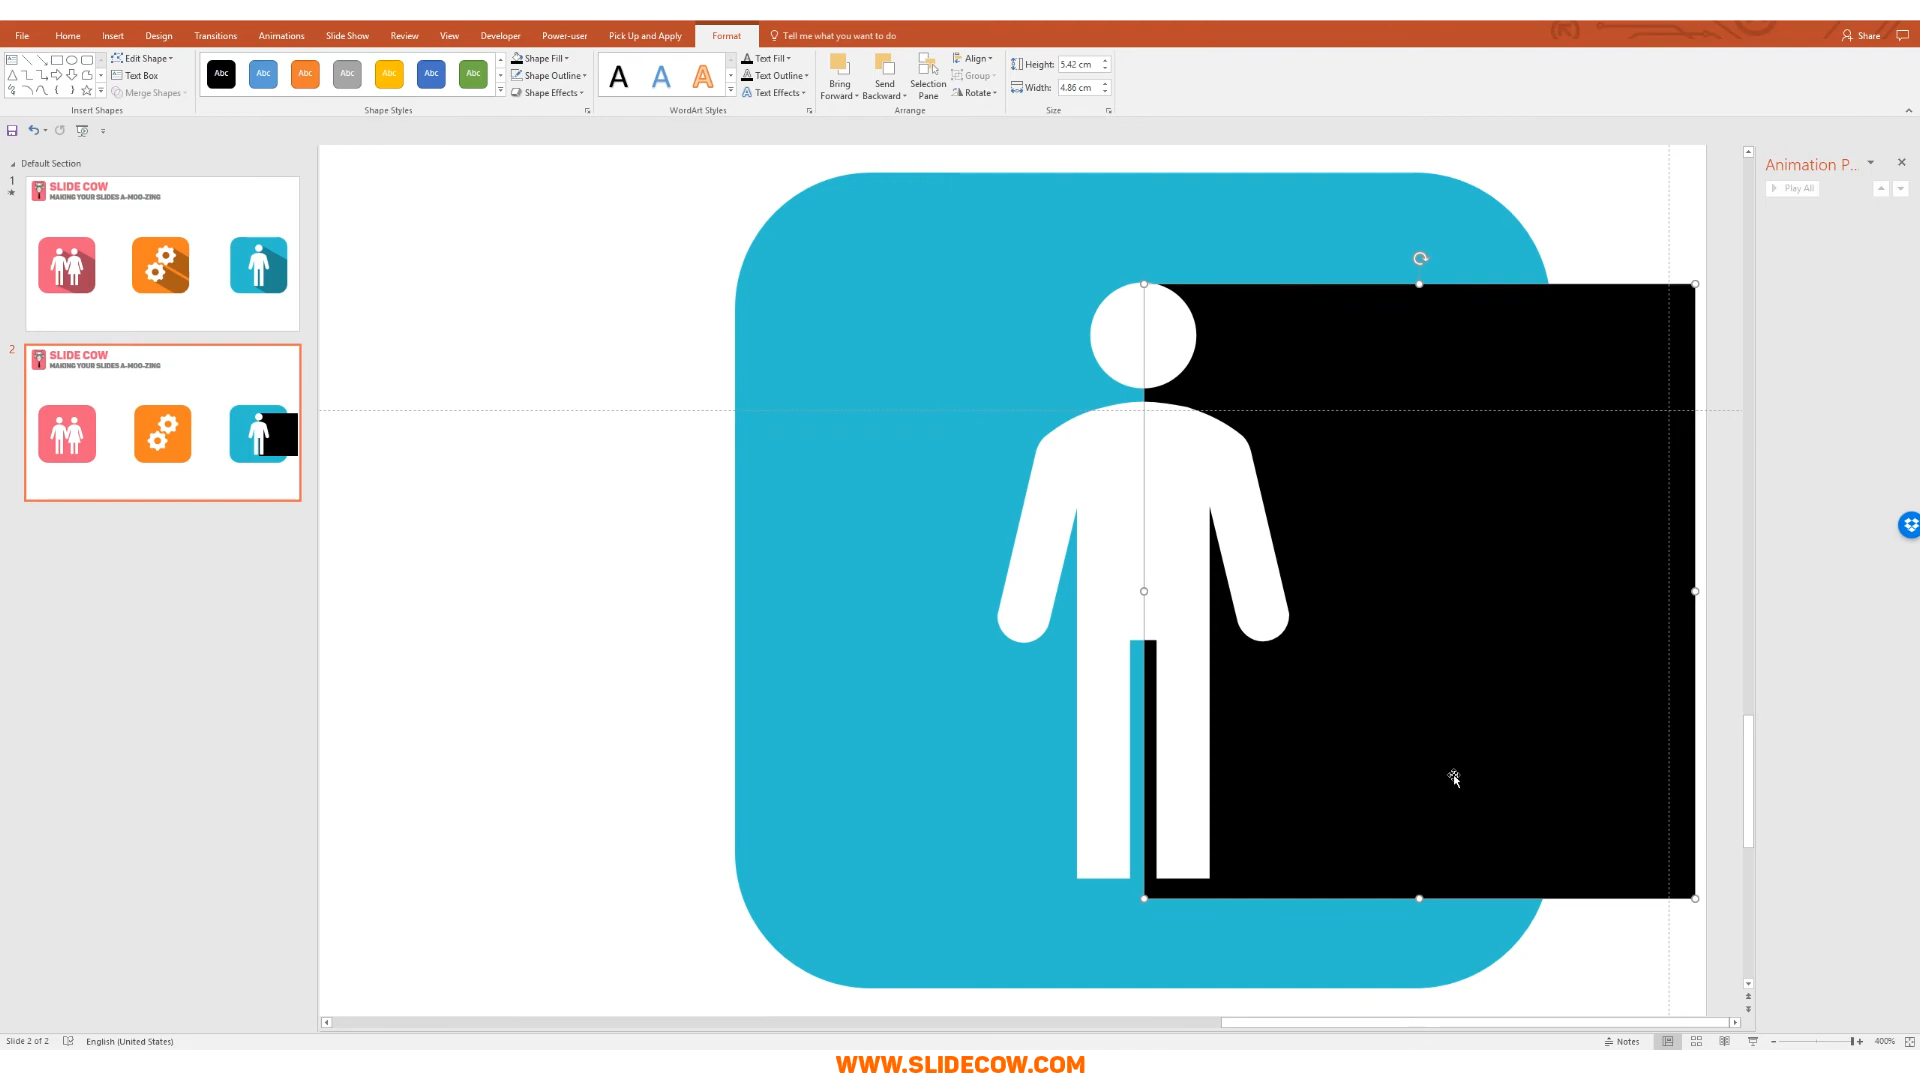 File Home Insert Design Transitions Animations Slide Show Review View Developer Power-user Pick Up and Apply Format Tell me what you want to do Share
Edit Shape Text Box Merge Shapes
Insert Shapes
Abc Abc Abc Abc Abc Abc Abc
Shape Fill Shape Outline Shape Effects
Shape Styles
A A A
Text Fill Text Outline Text Effects
WordArt Styles
Bring Forward Send Backward Selection Pane Align Group Rotate
Arrange
Height: 5.42 cm
Width: 4.86 cm
Size
Default Section
1
SLIDE COW
MAKING YOUR SLIDES A-MOO-ZING
2
SLIDE COW
MAKING YOUR SLIDES A-MOO-ZING
Animation P...
Play All
Slide 2 of 2 English (United States) Notes 400%
WWW.SLIDECOW.COM